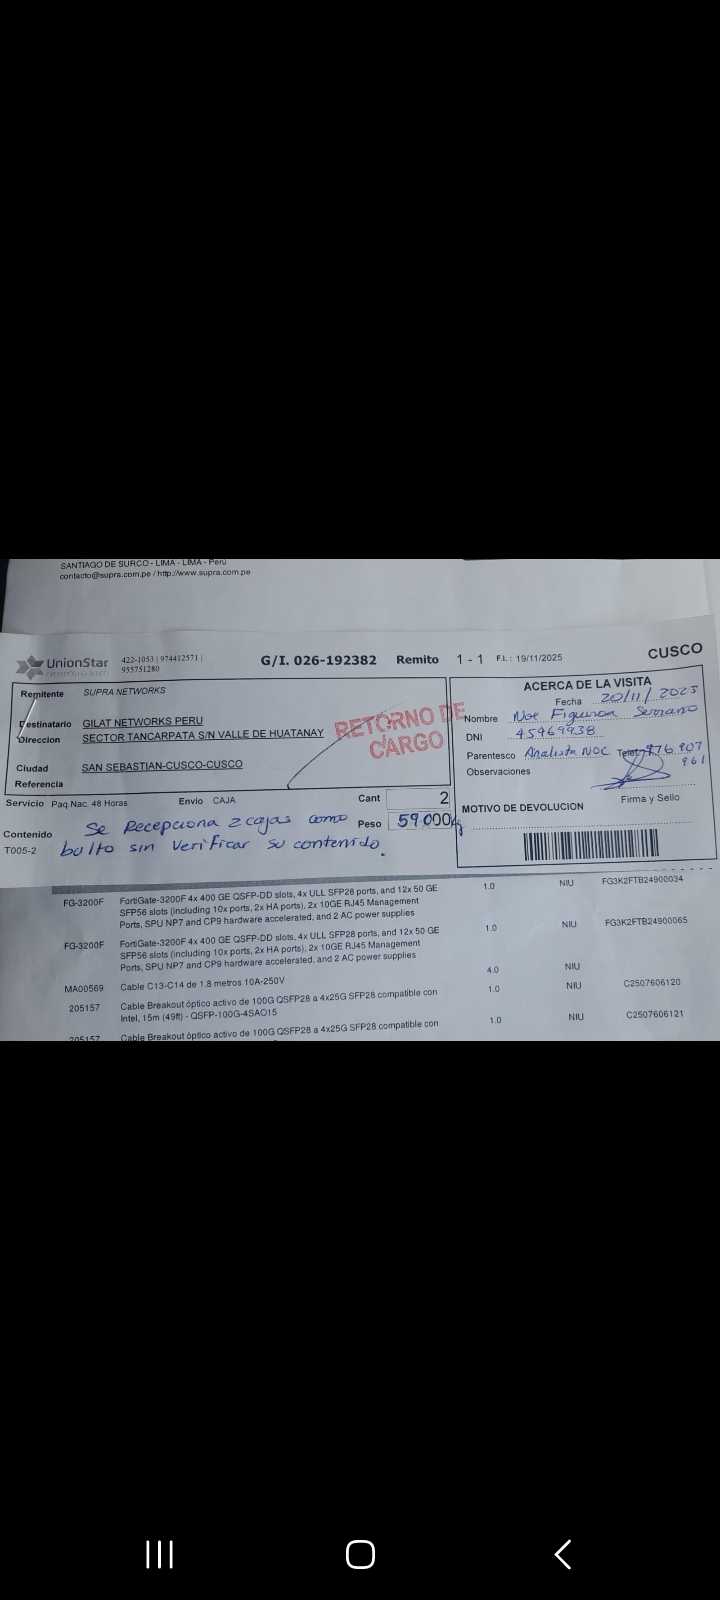 SANTIAGO DE SURCO - LIMA - LIMA - Perú
contacto@supra.com.pe / http://www.supra.com.pe
UnionStar
422-1053 | 974412571 |
955751280
G/I. 026-192382 Remito 1 - 1 F.I. : 19/11/2025
CUSCO
Remitente SUPRA NETWORKS
Destinatario GILAT NETWORKS PERU
Direccion SECTOR TANCARPATA S/N VALLE DE HUATANAY
Ciudad SAN SEBASTIAN-CUSCO-CUSCO
Referencia
RETORNO DE
CARGO
ACERCA DE LA VISITA
Fecha 20/11/2025
Nombre Noe Figueroa Serrano
DNI 45469938
Parentesco Analista NOC Telef. 976 907
961
Observaciones
Firma y Sello
MOTIVO DE DEVOLUCION
Servicio Paq.Nac. 48 Horas Envio CAJA Cant 2
Peso 59.000kg
Contenido Se Recepciona 2 cajas como
T005-2 bulto sin verificar su contenido.
FG-3200F FortiGate-3200F 4x 400 GE QSFP-DD slots, 4x ULL SFP28 ports, and 12x 50 GE 1.0 NIU FG3K2FTB24900034
SFP56 slots (including 10x ports, 2x HA ports), 2x 10GE RJ45 Management
Ports, SPU NP7 and CP9 hardware accelerated, and 2 AC power supplies
FG-3200F FortiGate-3200F 4x 400 GE QSFP-DD slots, 4x ULL SFP28 ports, and 12x 50 GE 1.0 NIU FG3K2FTB24900065
SFP56 slots (including 10x ports, 2x HA ports), 2x 10GE RJ45 Management
Ports, SPU NP7 and CP9 hardware accelerated, and 2 AC power supplies
MA00569 Cable C13-C14 de 1.8 metros 10A-250V 4.0 NIU
205157 Cable Breakout óptico activo de 100G QSFP28 a 4x25G SFP28 compatible con 1.0 NIU C2507606120
Intel, 15m (49ft) - QSFP-100G-4SAO15
205157 Cable Breakout óptico activo de 100G QSFP28 a 4x25G SFP28 compatible con 1.0 NIU C2507606121